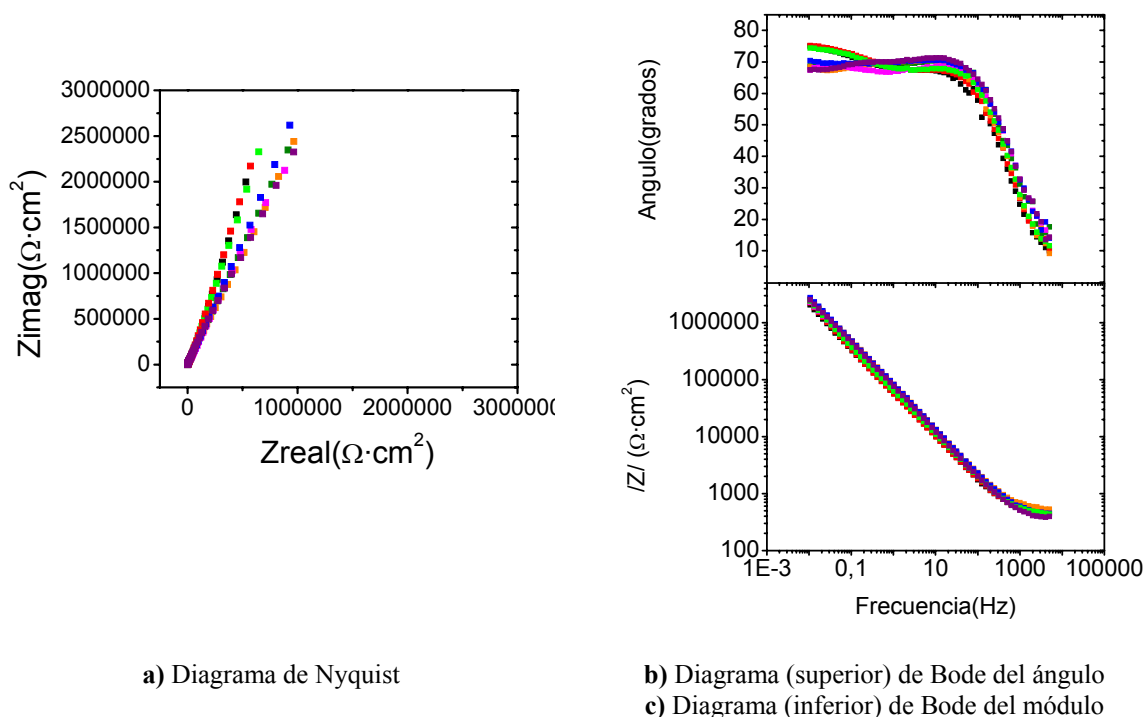 3000000
2500000
2000000
1500000
1000000
500000
0
Zimag(Ω·cm²)
0 1000000 2000000 3000000
Zreal(Ω·cm²)
80
70
60
50
40
30
20
10
Angulo(grados)
1000000
100000
10000
1000
100
/Z/ (Ω·cm²)
1E-3 0,1 10 1000 100000
Frecuencia(Hz)
a) Diagrama de Nyquist
b) Diagrama (superior) de Bode del ángulo
c) Diagrama (inferior) de Bode del módulo